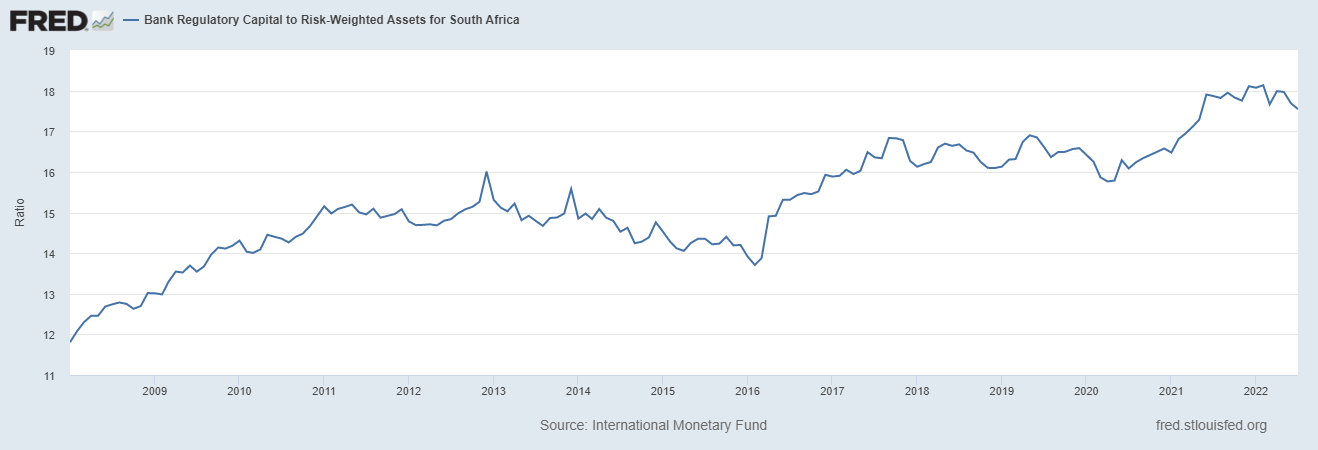 FRED
Bank Regulatory Capital to Risk-Weighted Assets for South Africa
19
18
17
16
15
14
13
12
11
Ratio
2009 2010 2011 2012 2013 2014 2015 2016 2017 2018 2019 2020 2021 2022
Source: International Monetary Fund
fred.stlouisfed.org